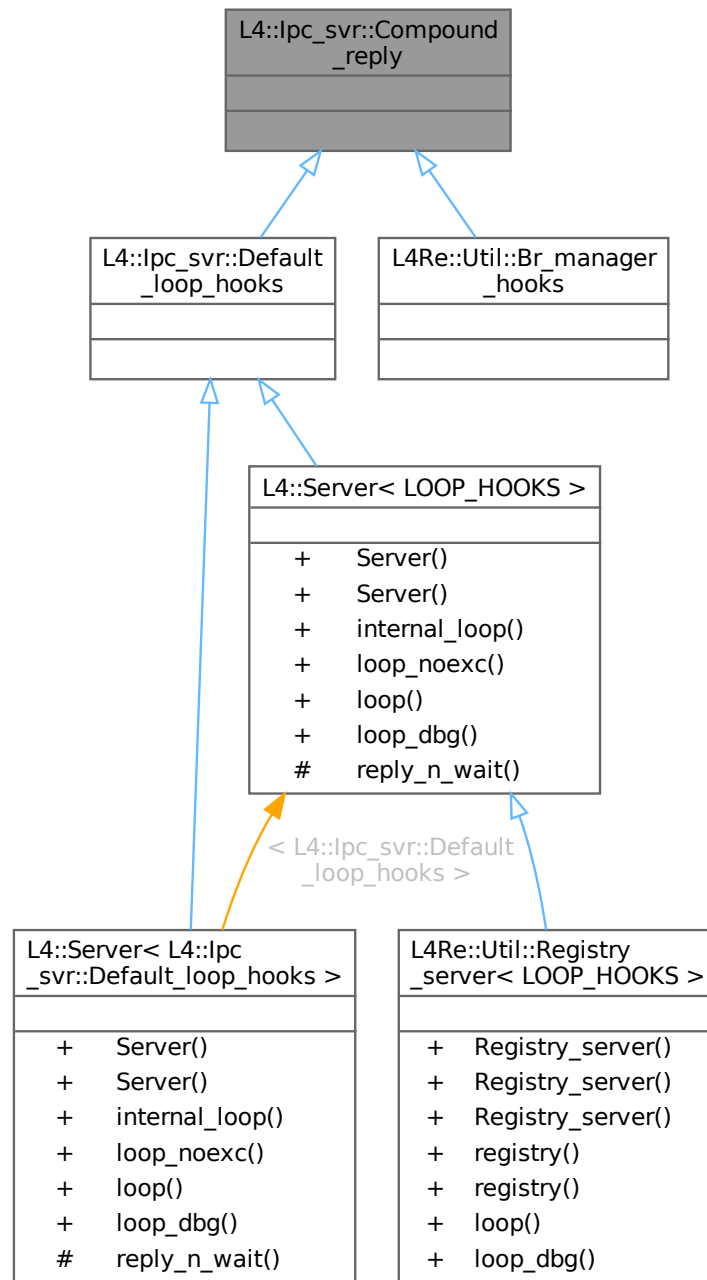 L4::Ipc_svr::Compound
_reply
L4::Ipc_svr::Default
_loop_hooks
L4Re::Util::Br_manager
_hooks
L4::Server< LOOP_HOOKS >
+ Server()
+ Server()
+ internal_loop()
+ loop_noexc()
+ loop()
+ loop_dbg()
# reply_n_wait()
< L4::Ipc_svr::Default
_loop_hooks >
L4::Server< L4::Ipc
_svr::Default_loop_hooks >
+ Server()
+ Server()
+ internal_loop()
+ loop_noexc()
+ loop()
+ loop_dbg()
# reply_n_wait()
L4Re::Util::Registry
_server< LOOP_HOOKS >
+ Registry_server()
+ Registry_server()
+ Registry_server()
+ registry()
+ registry()
+ loop()
+ loop_dbg()